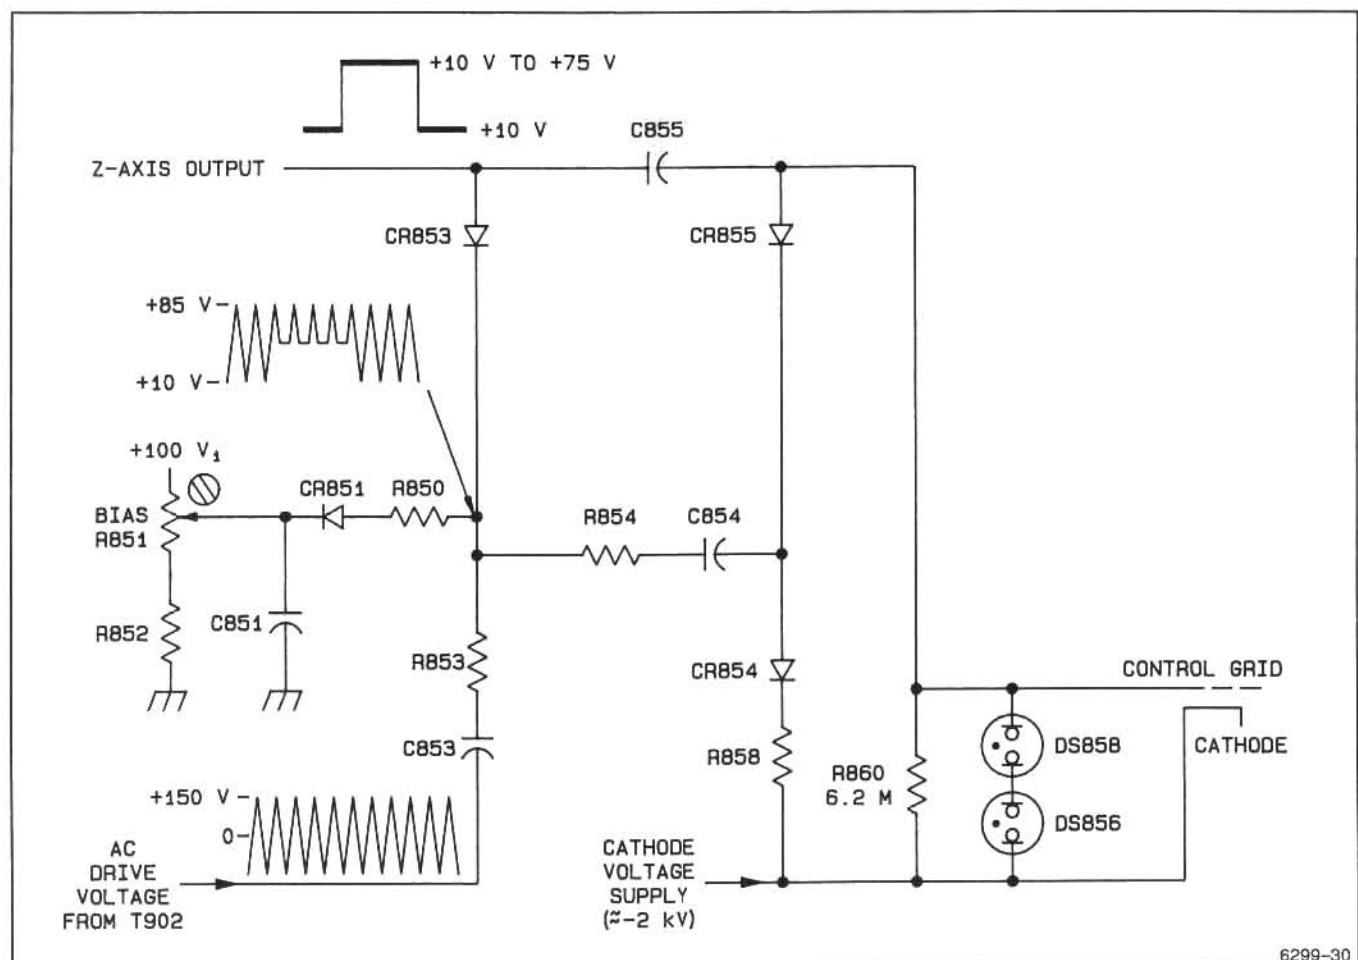 +10 V TO +75 V
+10 V
C855
Z-AXIS OUTPUT
CR853
CR855
+85 V
+10 V
+100 V1
CR851
R850
BIAS
R851
R854
C854
R852
C851
R853
CR854
CONTROL GRID
C853
R858
R860
6.2 M
DS858
CATHODE
+150 V
0
DS856
AC
DRIVE
VOLTAGE
FROM T902
CATHODE
VOLTAGE
SUPPLY
(≈-2 kV)
6299-30